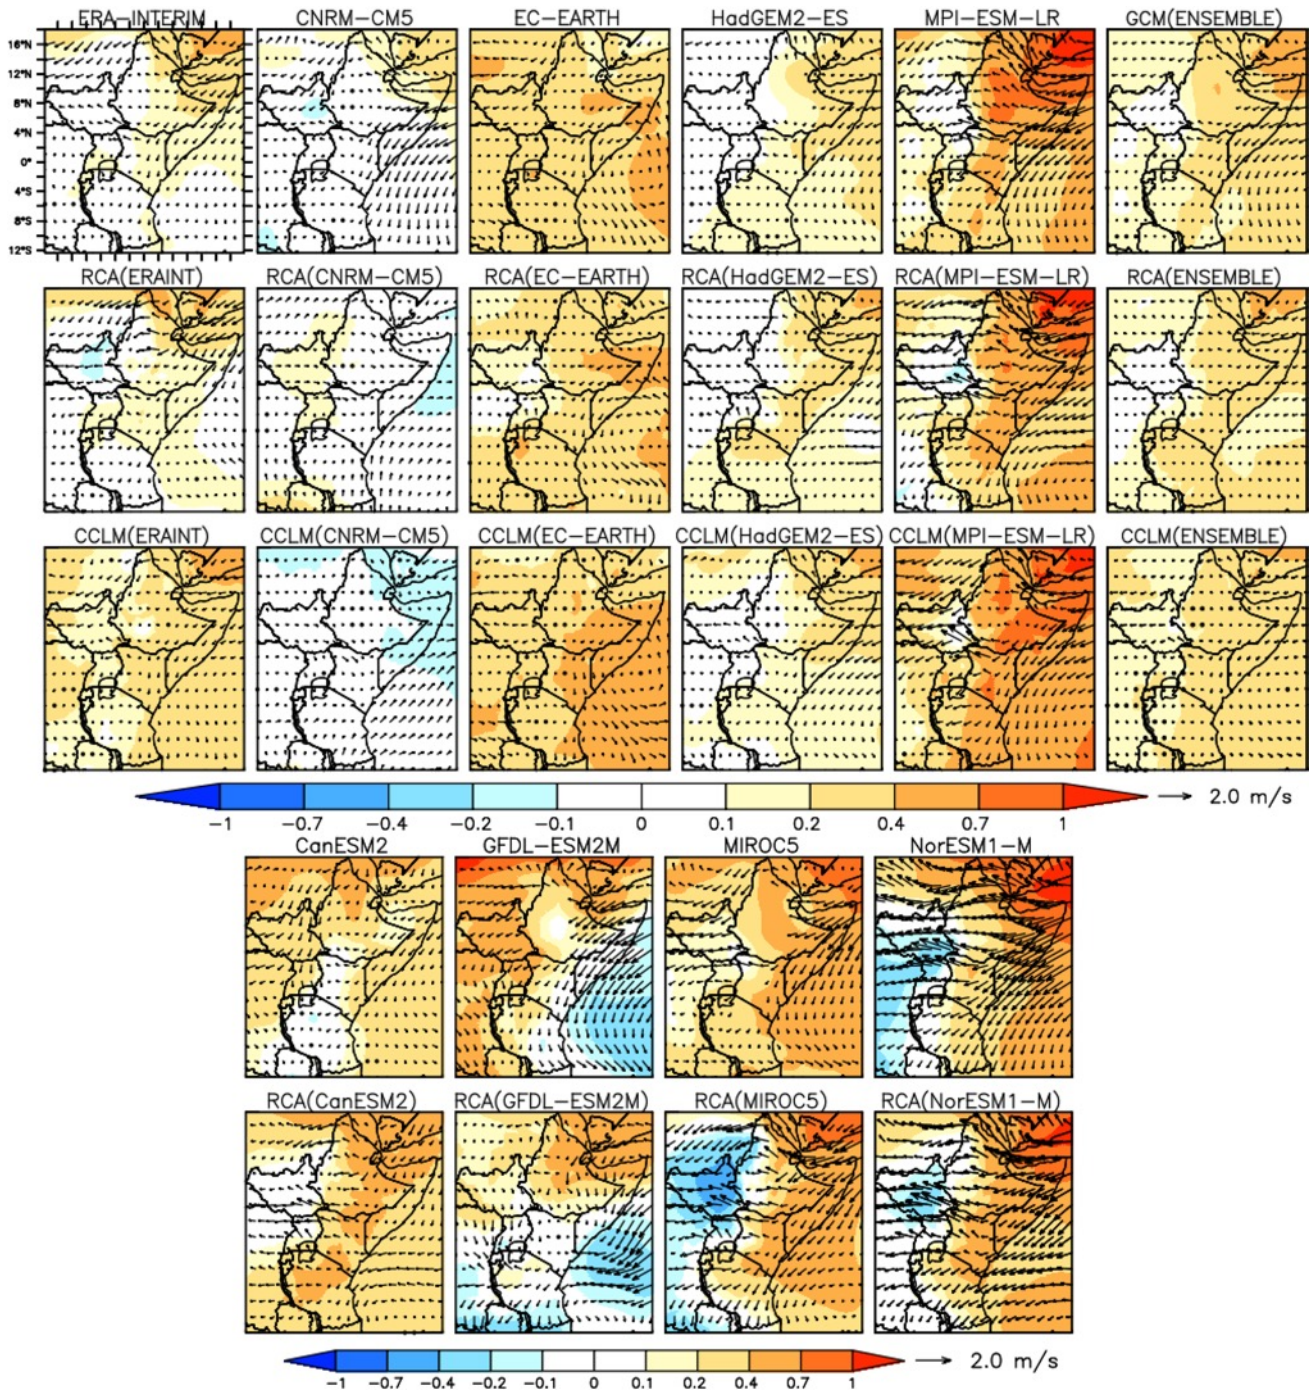 ERA-INTERIM CNRM-CM5 EC-EARTH HadGEM2-ES MPI-ESM-LR GCM(ENSEMBLE)
16°N
12°N
8°N
4°N
0°
4°S
8°S
12°S
RCA(ERAINT) RCA(CNRM-CM5) RCA(EC-EARTH) RCA(HadGEM2-ES) RCA(MPI-ESM-LR) RCA(ENSEMBLE)
CCLM(ERAINT) CCLM(CNRM-CM5) CCLM(EC-EARTH) CCLM(HadGEM2-ES) CCLM(MPI-ESM-LR) CCLM(ENSEMBLE)
2.0 m/s
-1 -0.7 -0.4 -0.2 -0.1 0 0.1 0.2 0.4 0.7 1
CanESM2 GFDL-ESM2M MIROC5 NorESM1-M
RCA(CanESM2) RCA(GFDL-ESM2M) RCA(MIROC5) RCA(NorESM1-M)
2.0 m/s
-1 -0.7 -0.4 -0.2 -0.1 0 0.1 0.2 0.4 0.7 1